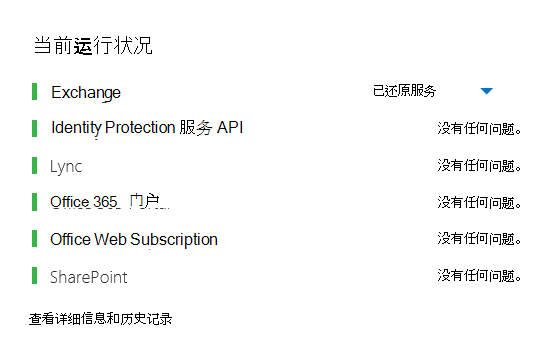 当前运行状况
Exchange 已还原服务
Identity Protection 服务 API 没有任何问题。
Lync 没有任何问题。
Office 365 门户 没有任何问题。
Office Web Subscription 没有任何问题。
SharePoint 没有任何问题。
查看详细信息和历史记录